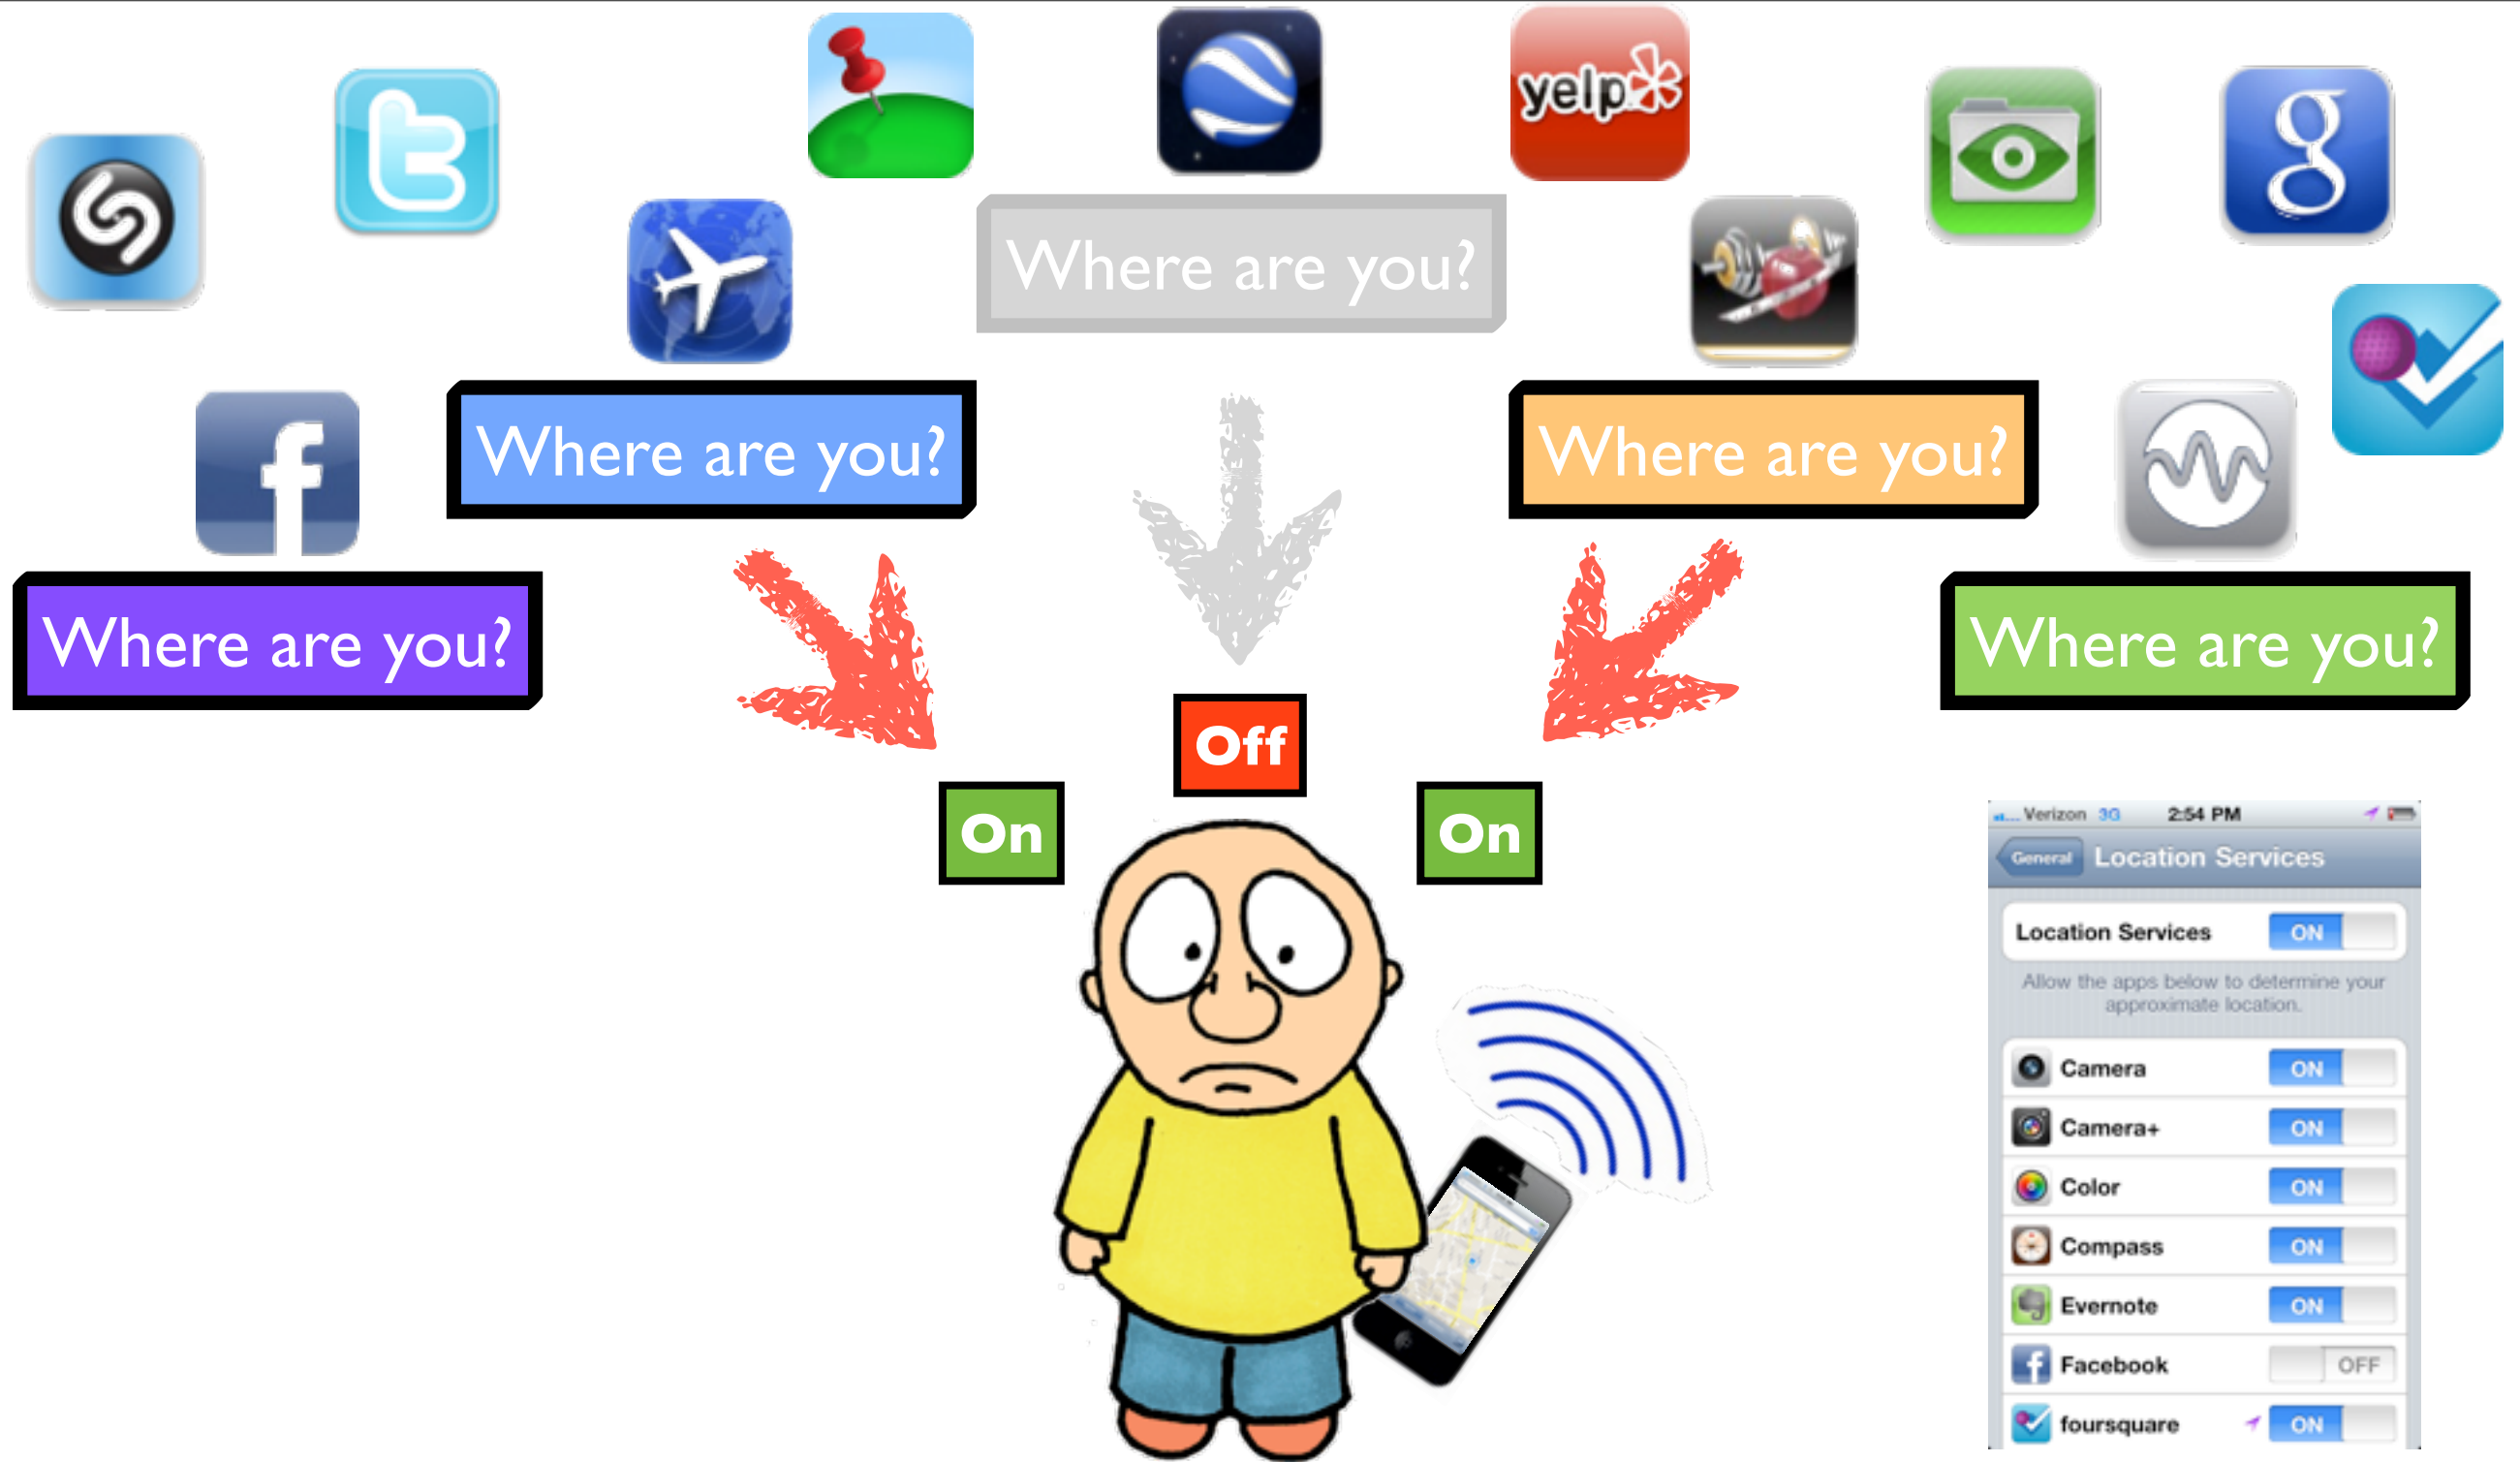 yelp
Where are you?
Where are you?
Where are you?
Where are you?
Where are you?
Off
On
On
Verizon 3G 2:54 PM
General Location Services
Location Services ON
Allow the apps below to determine your
approximate location.
Camera ON
Camera+ ON
Color ON
Compass ON
Evernote ON
Facebook OFF
foursquare ON